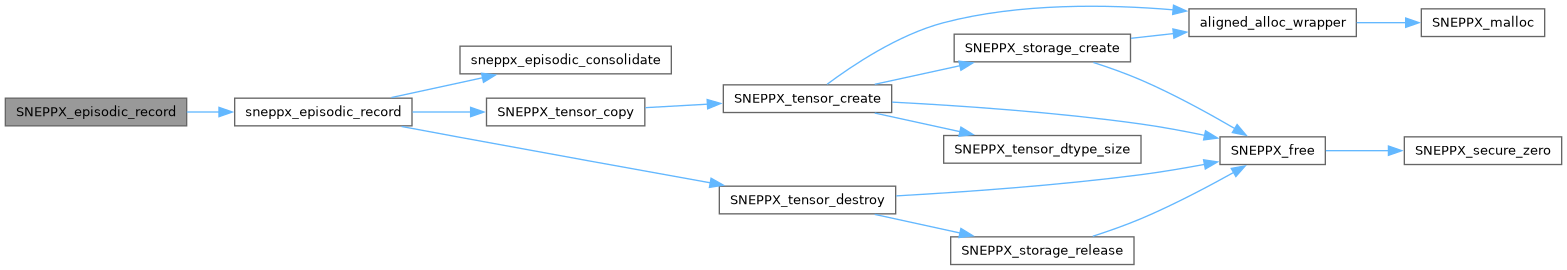 SNEPPX_episodic_record
sneppx_episodic_record
sneppx_episodic_consolidate
SNEPPX_tensor_copy
SNEPPX_tensor_destroy
SNEPPX_tensor_create
SNEPPX_storage_create
SNEPPX_tensor_dtype_size
SNEPPX_storage_release
aligned_alloc_wrapper
SNEPPX_free
SNEPPX_malloc
SNEPPX_secure_zero